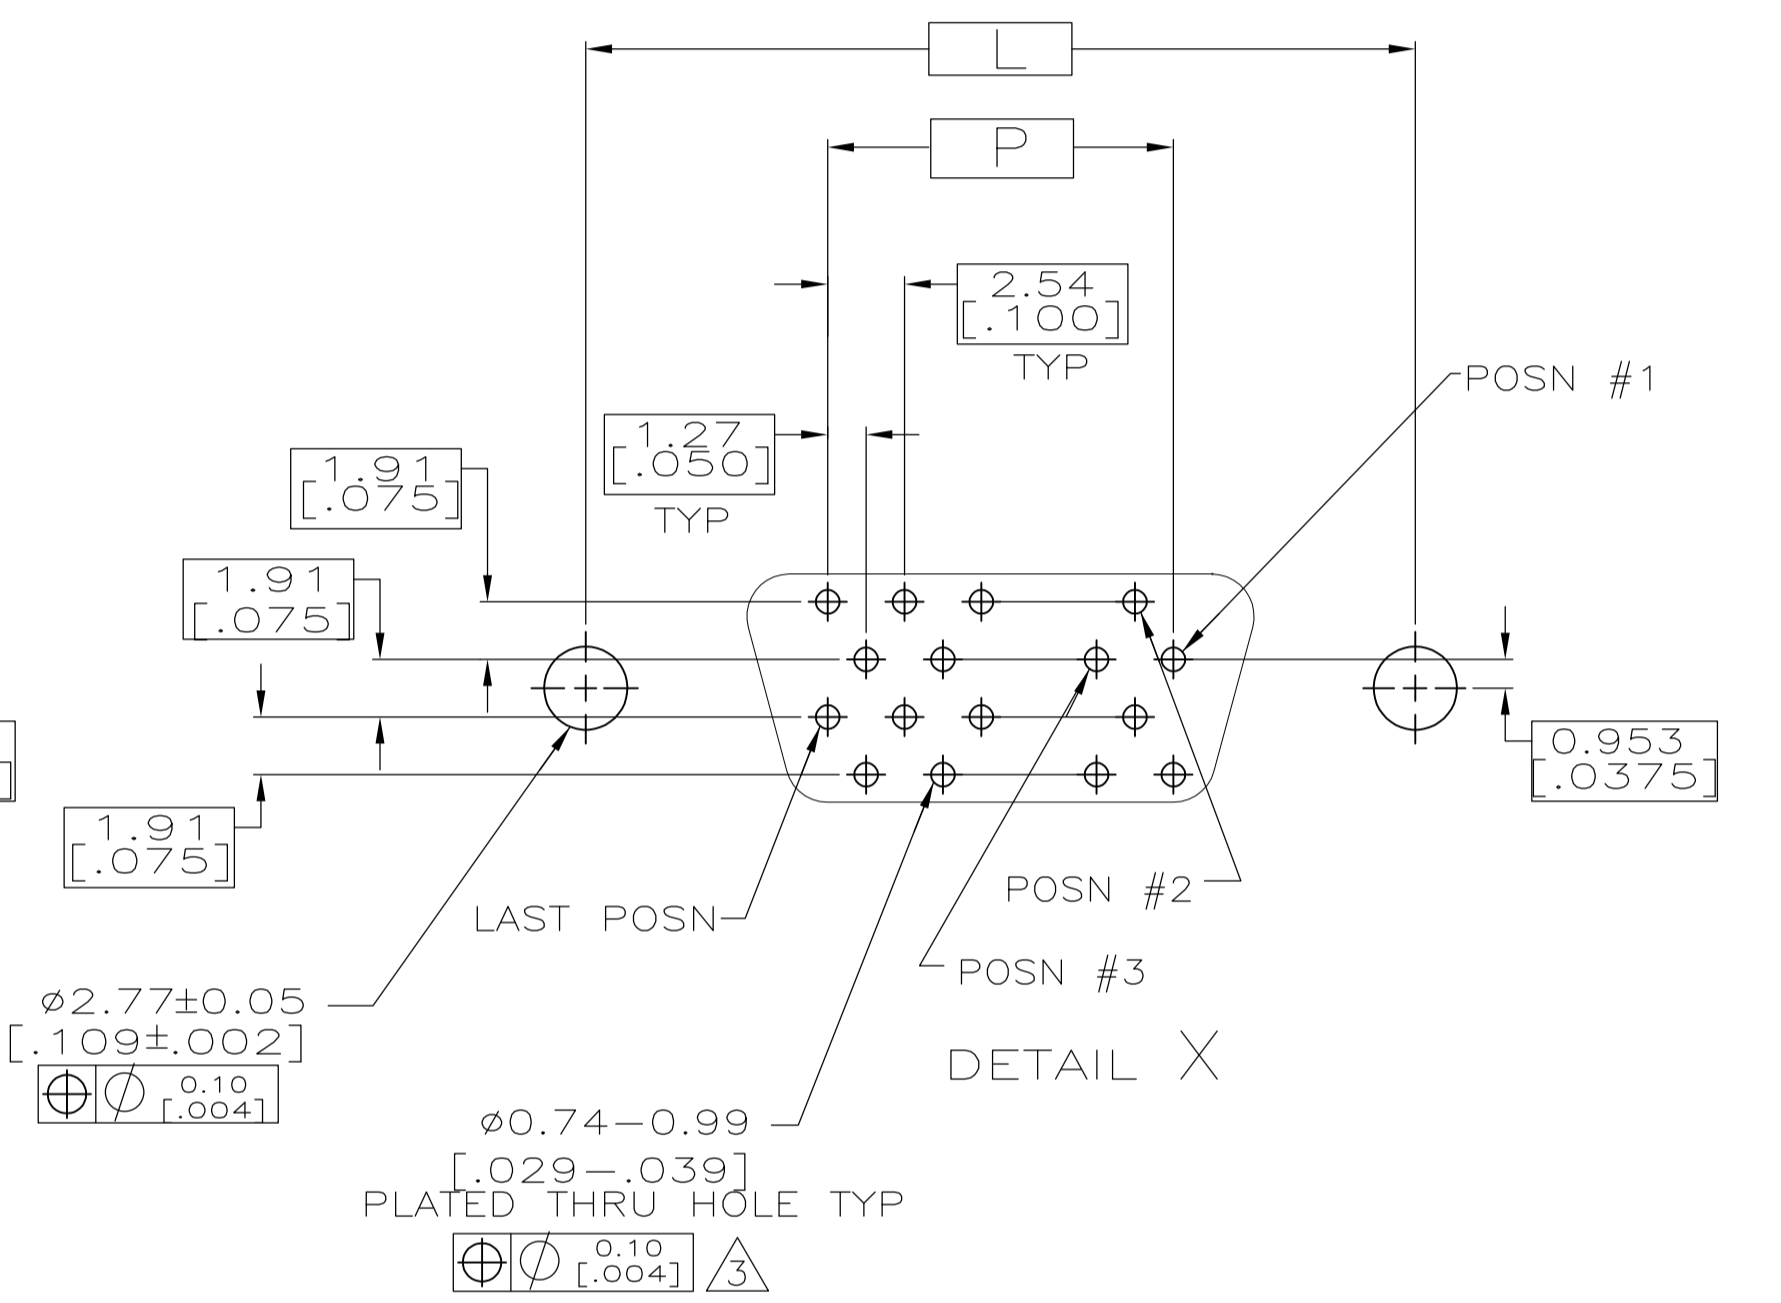 L
P
2.54
[.100]
TYP
POSN #1
1.27
[.050]
TYP
1.91
[.075]
1.91
[.075]
0.953
[.0375]
1.91
[.075]
POSN #2
LAST POSN
POSN #3
ø2.77±0.05
[.109±.002]
DETAIL X
⌖ ∅ 0.10
[.004]
ø0.74-0.99
[.029-.039]
PLATED THRU HOLE TYP
⌖ ∅ 0.10
[.004]
3